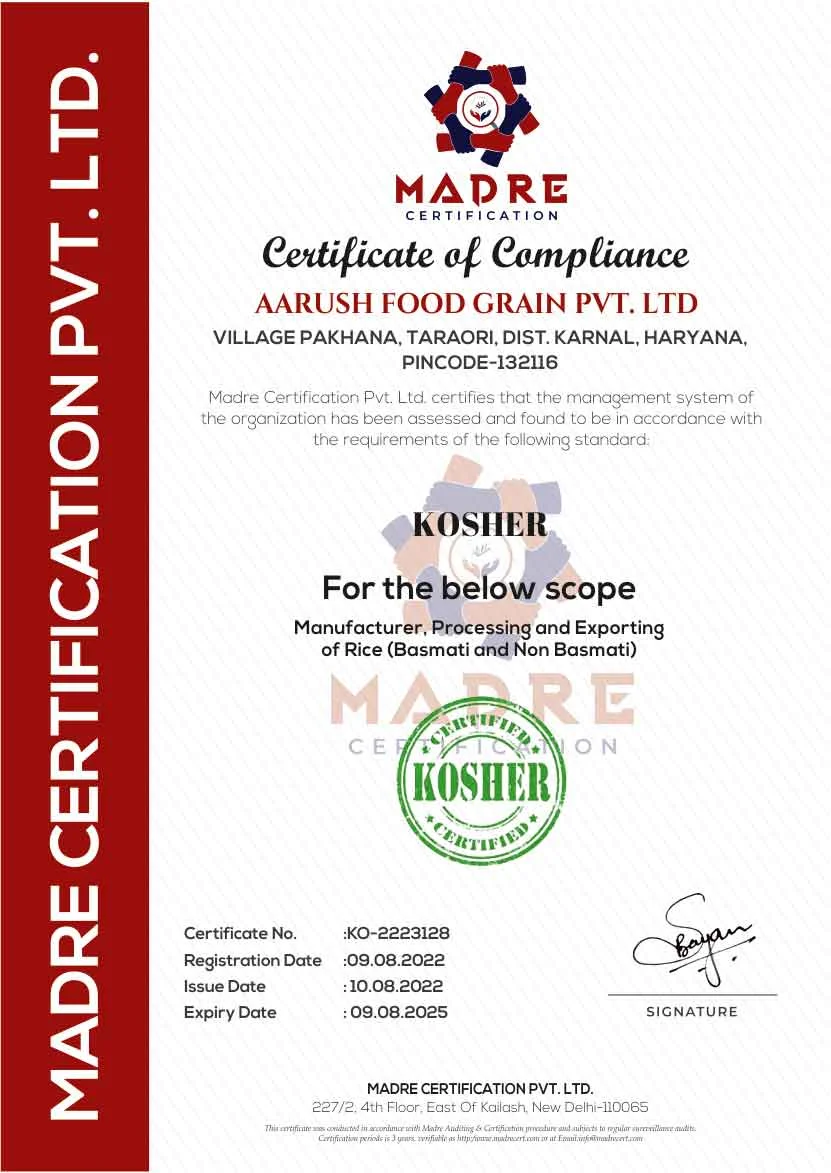 MADRE CERTIFICATION PVT. LTD.
MADRE
CERTIFICATION
Certificate of Compliance
AARUSH FOOD GRAIN PVT. LTD
VILLAGE PAKHANA, TARAORI, DIST. KARNAL, HARYANA,
PINCODE-132116
Madre Certification Pvt. Ltd. certifies that the management system of
the organization has been assessed and found to be in accordance with
the requirements of the following standard:
KOSHER
For the below scope
Manufacturer, Processing and Exporting
of Rice (Basmati and Non Basmati)
MADRE
CERTIFICATION
CERTIFIED
KOSHER
CERTIFIED
Certificate No. :KO-2223128
Registration Date :09.08.2022
Issue Date : 10.08.2022
Expiry Date : 09.08.2025
Sayan
SIGNATURE
MADRE CERTIFICATION PVT. LTD.
227/2, 4th Floor, East Of Kailash, New Delhi-110065
This certificate was conducted in accordance with Madre Auditing & Certification procedure and subjects to regular surveillance audits.
Certification periods is 3 years. verifiable as http:/www.madrecert.com or at Email:info@madrecert.com